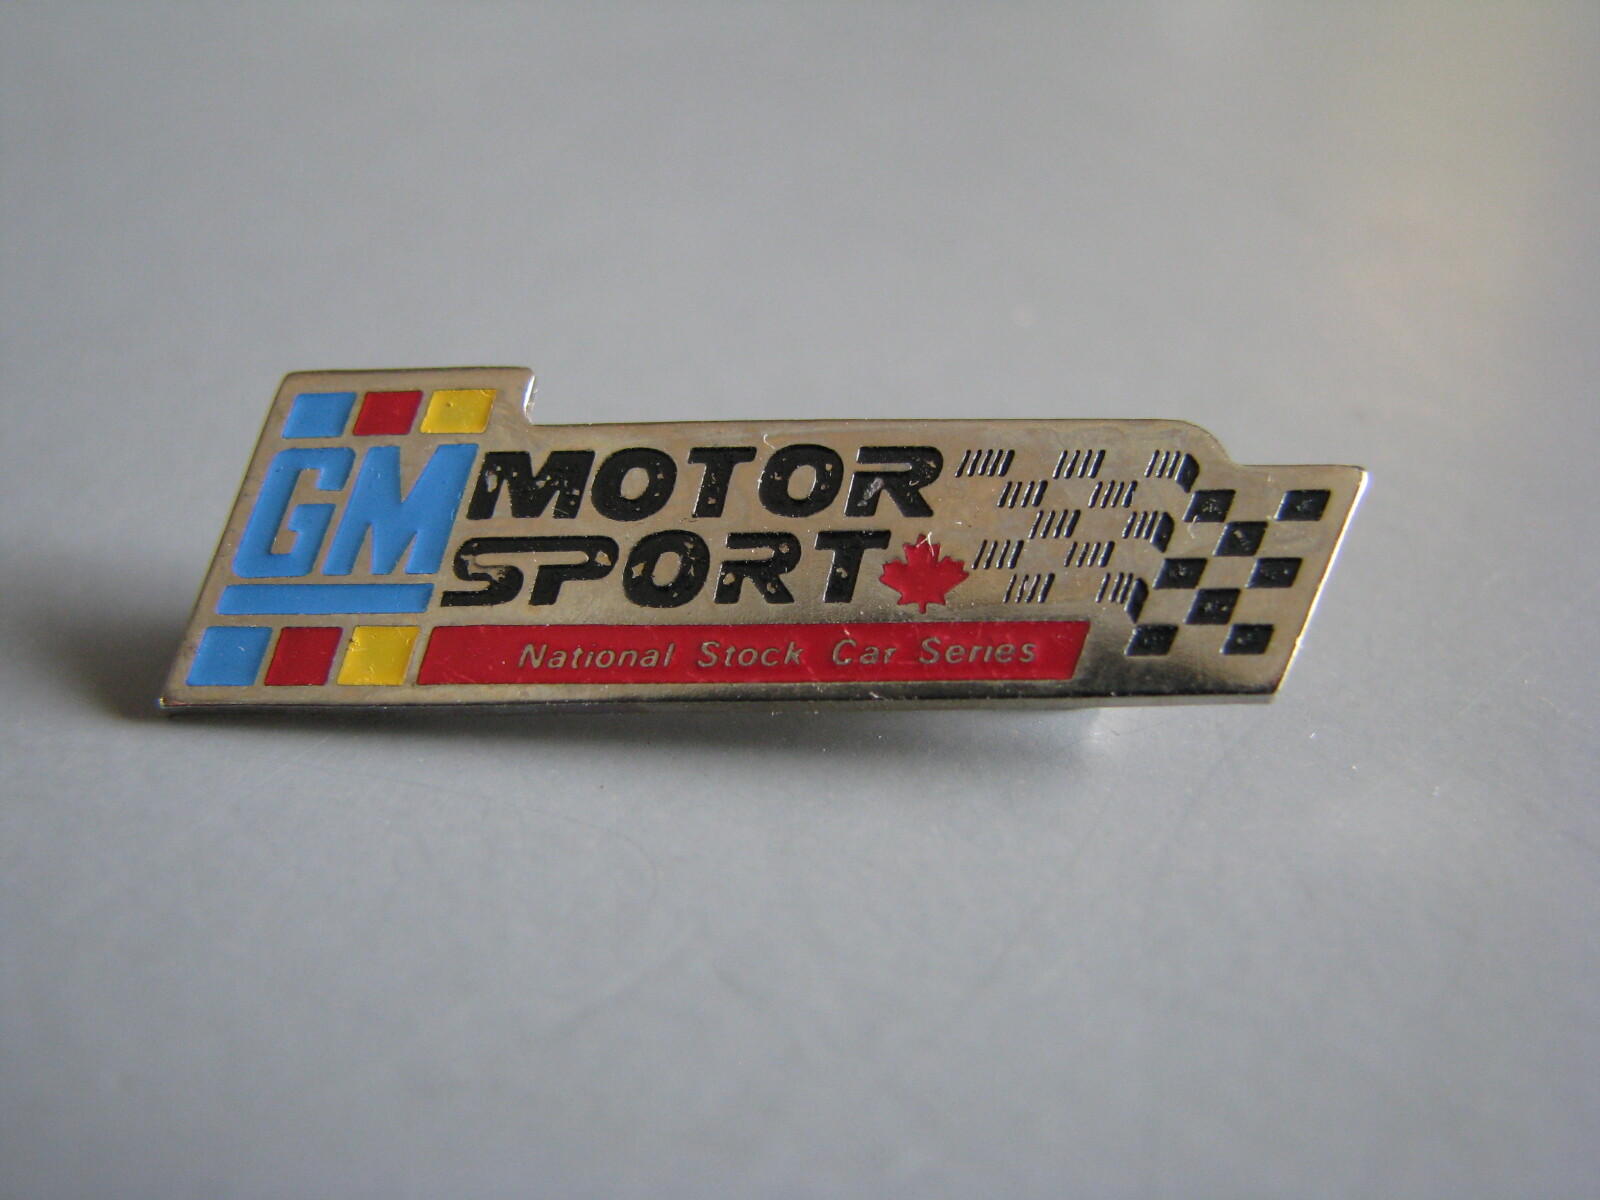 GM
MOTOR
SPORT
National Stock Car Series